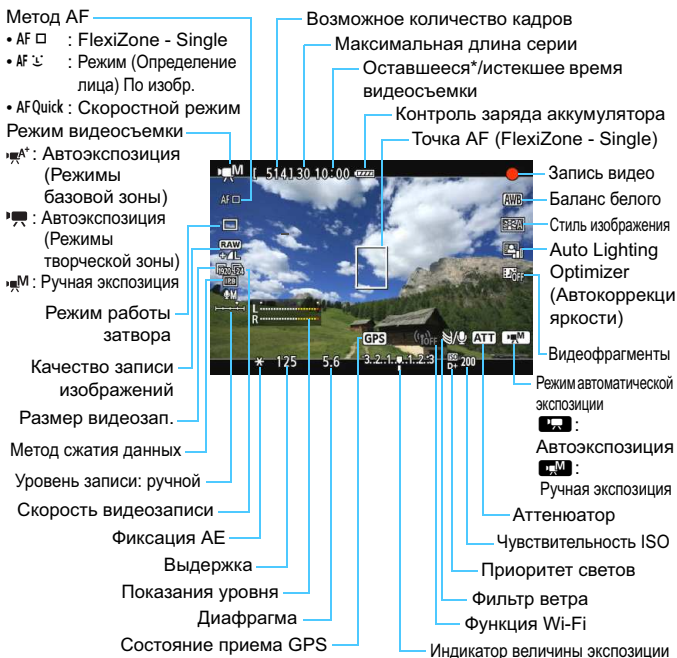 Метод AF
• AF □ : FlexiZone - Single
• AF : Режим (Определение
лица) По изобр.
• AFQuick : Скоростной режим
Режим видеосъемки
A+ : Автоэкспозиция
(Режимы
базовой зоны)
: Автоэкспозиция
(Режимы
творческой зоны)
M : Ручная экспозиция
Режим работы
затвора
Качество записи
изображений
Размер видеозап.
Метод сжатия данных
Уровень записи: ручной
Скорость видеозаписи
Фиксация AE
Выдержка
Показания уровня
Диафрагма
Состояние приема GPS
Возможное количество кадров
Максимальная длина серии
Оставшееся*/истекшее время
видеосъемки
Контроль заряда аккумулятора
Точка AF (FlexiZone - Single)
M [ 514] 30 10:00
AF □
RAW
+ L
1920 24
M
L
R
AWB
OFF
GPS
OFF
ATT
M
* 125 5.6 3..2..1..▼..1..2.:3 ISO D+ 200
Запись видео
Баланс белого
Стиль изображения
Auto Lighting
Optimizer
(Автокоррекци
яркости)
Видеофрагменты
Режим автоматической
экспозиции
:
Автоэкспозиция
M :
Ручная экспозиция
Аттенюатор
Чувствительность ISO
Приоритет светов
Фильтр ветра
Функция Wi-Fi
Индикатор величины экспозиции